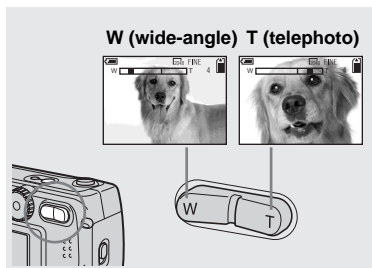 W (wide-angle) T (telephoto)
FINE
W T 4
FINE
W T 4
W T